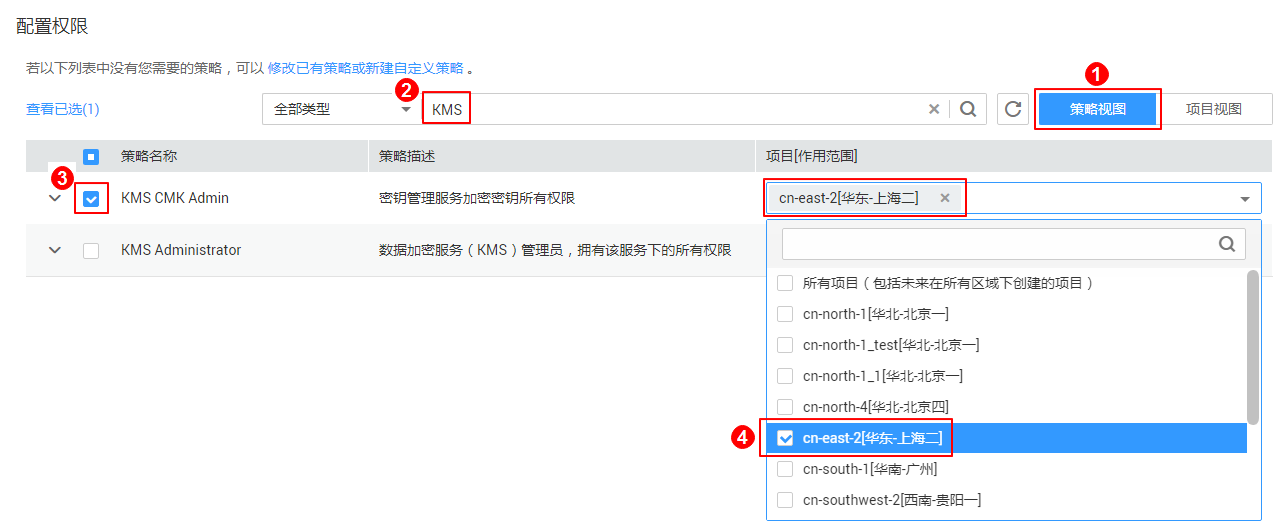 配置权限
若以下列表中没有您需要的策略，可以 修改已有策略或新建自定义策略 。
1
查看已选(1)
全部类型
2
KMS
策略视图
项目视图
策略名称
策略描述
项目[作用范围]
3
KMS CMK Admin
密钥管理服务加密密钥所有权限
cn-east-2[华东-上海二]
KMS Administrator
数据加密服务（KMS）管理员，拥有该服务下的所有权限
所有项目（包括未来在所有区域下创建的项目）
cn-north-1[华北-北京一]
cn-north-1_test[华北-北京一]
cn-north-1_1[华北-北京一]
cn-north-4[华北-北京四]
4
cn-east-2[华东-上海二]
cn-south-1[华南-广州]
cn-southwest-2[西南-贵阳一]